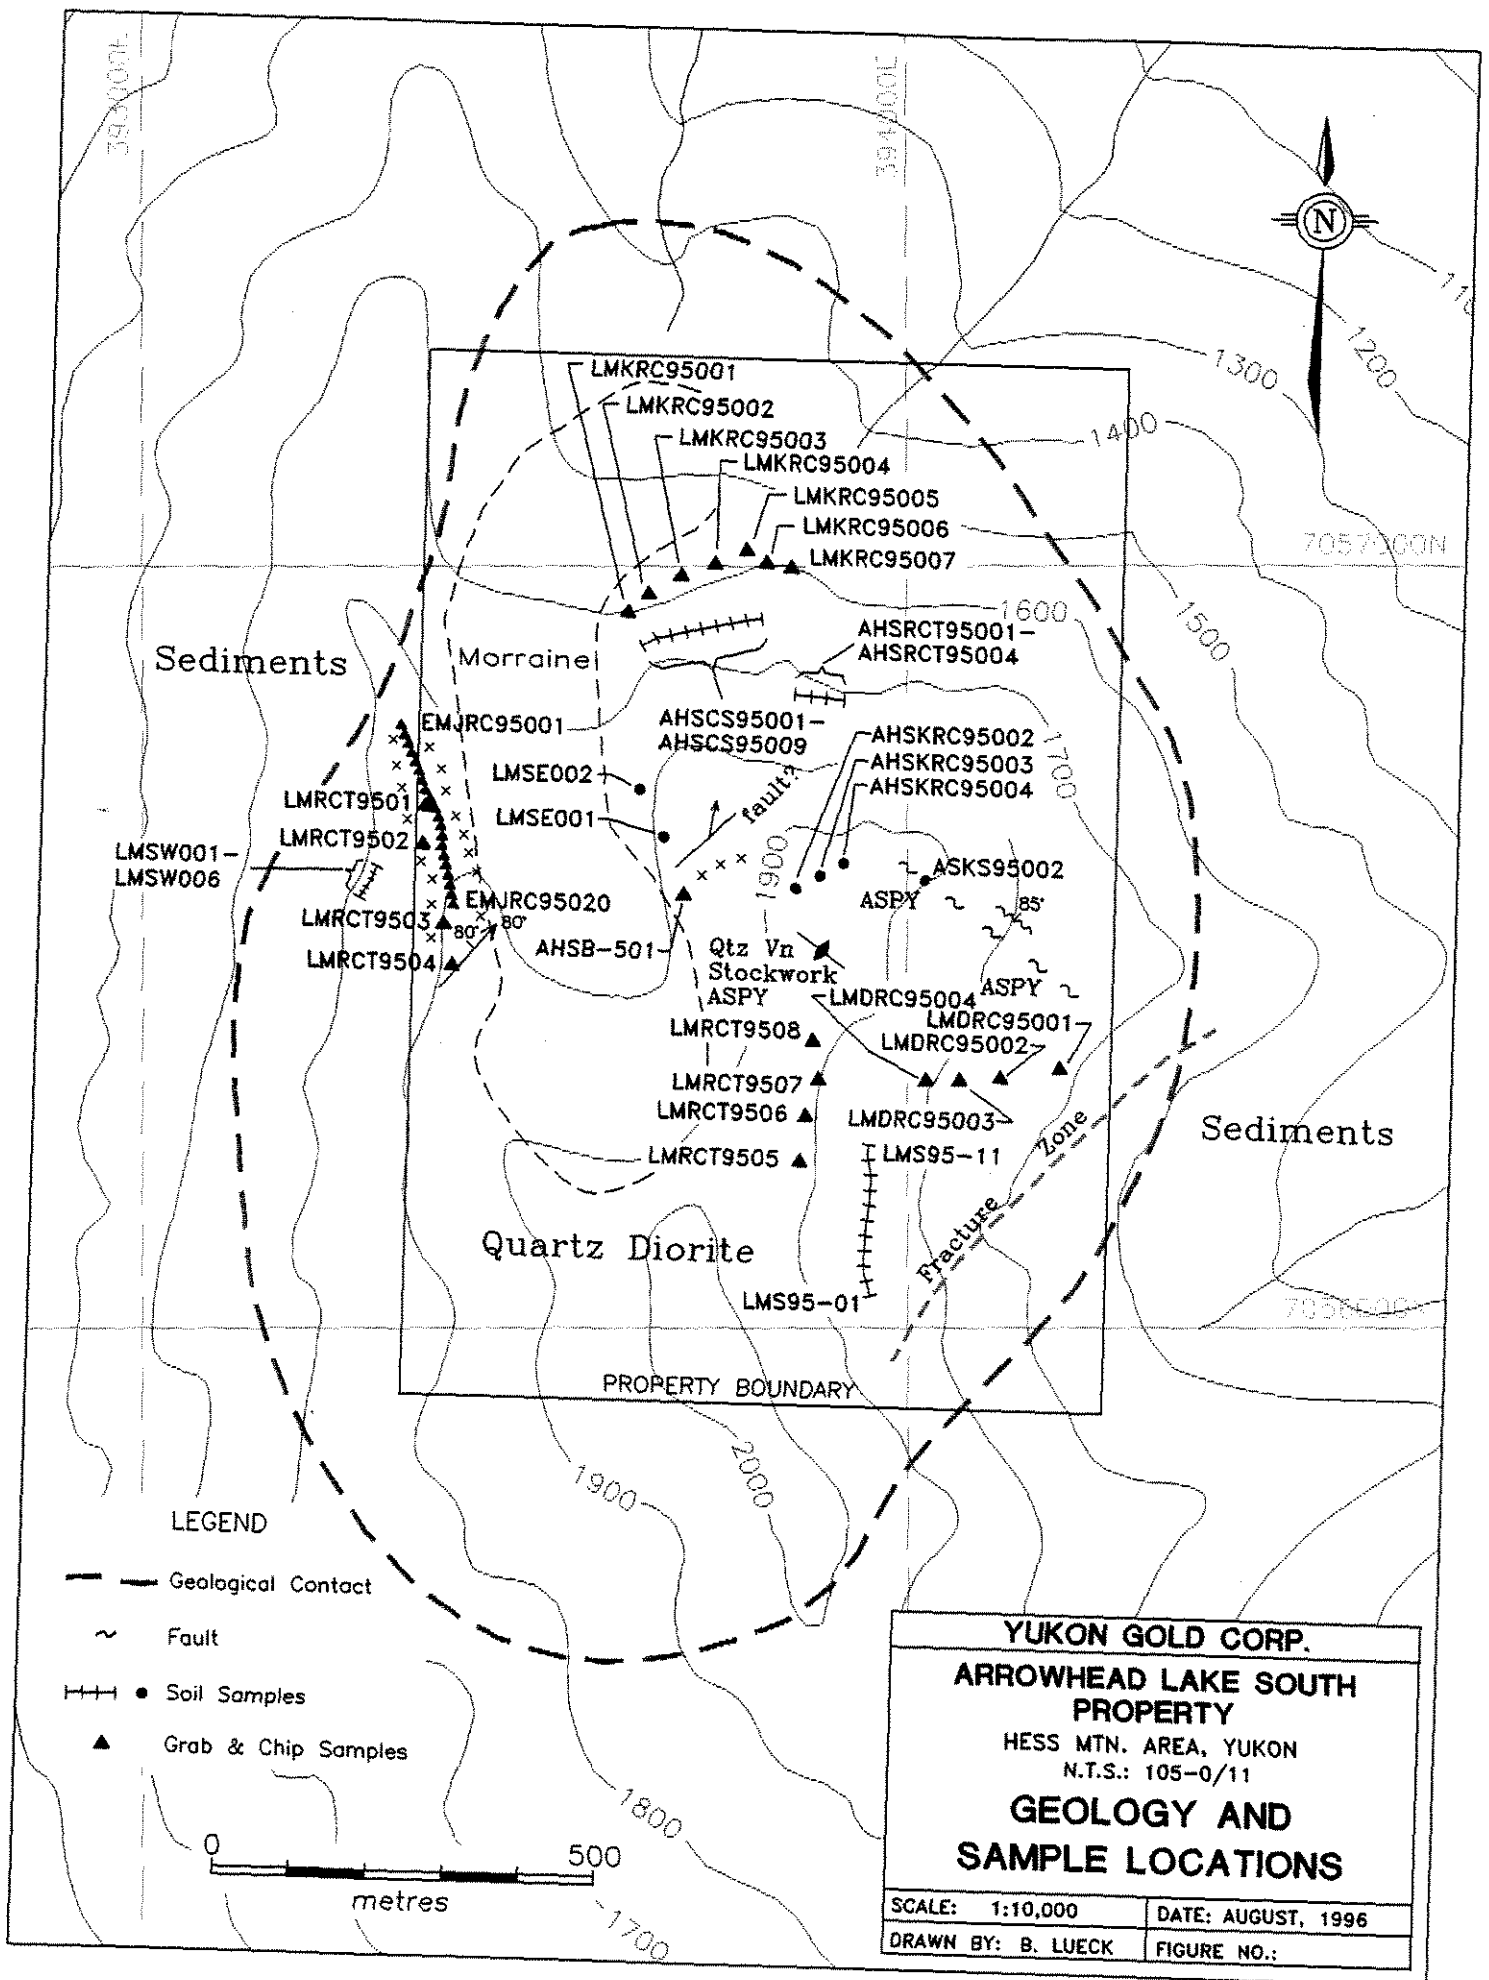 N
1200
1300
1400
7057000N
1500
1600
1700
LMKRC95001
LMKRC95002
LMKRC95003
LMKRC95004
LMKRC95005
LMKRC95006
LMKRC95007
AHSRCT95001-
AHSRCT95004
Sediments
Morraine
EMJRC95001
AHSCS95001-
AHSCS95009
AHSKRC95002
AHSKRC95003
AHSKRC95004
LMSE002
LMSE001
fault?
LMRCT9501
LMRCT9502
LMSW001-
LMSW006
1900
ASKS95002
ASPY
85°
EMJRC95020
LMRCT9503
80°
80°
LMRCT9504
AHSB-501
Qtz Vn
Stockwork
ASPY
ASPY
LMDRC95004
LMDRC95001
LMDRC95002
LMRCT9508
LMRCT9507
LMRCT9506
LMDRC95003
LMRCT9505
LMS95-11
Zone
Fracture
Sediments
Quartz Diorite
LMS95-01
PROPERTY BOUNDARY
2000
1900
1800
1700
LEGEND
Geological Contact
Fault
Soil Samples
Grab & Chip Samples
0
500
metres
YUKON GOLD CORP.
ARROWHEAD LAKE SOUTH
PROPERTY
HESS MTN. AREA, YUKON
N.T.S.: 105-O/11
GEOLOGY AND
SAMPLE LOCATIONS
SCALE: 1:10,000
DATE: AUGUST, 1996
DRAWN BY: B. LUECK
FIGURE NO.: